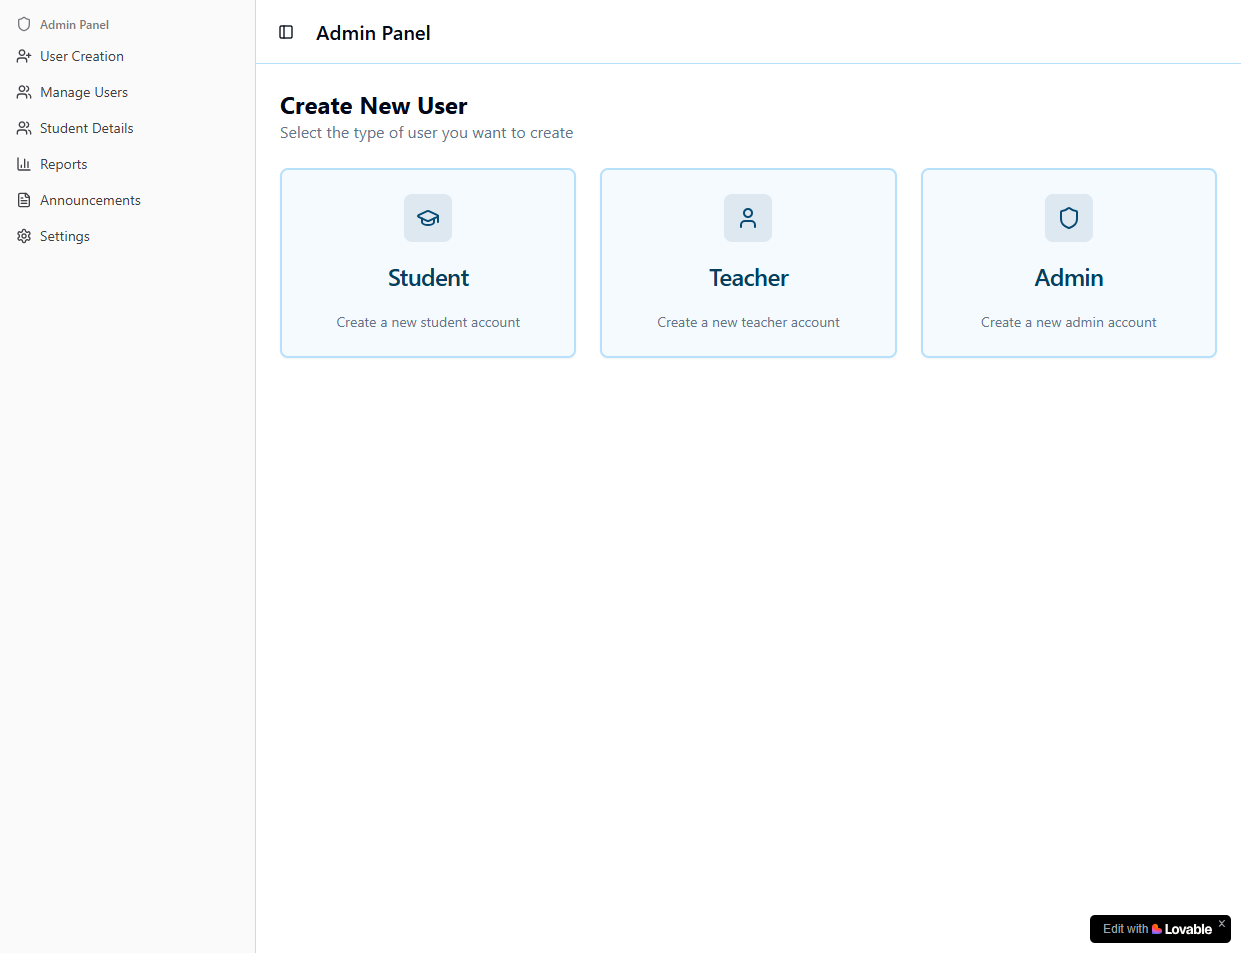 Admin Panel
User Creation
Manage Users
Student Details
Reports
Announcements
Settings
Admin Panel
Create New User
Select the type of user you want to create
Student
Create a new student account
Teacher
Create a new teacher account
Admin
Create a new admin account
Edit with Lovable